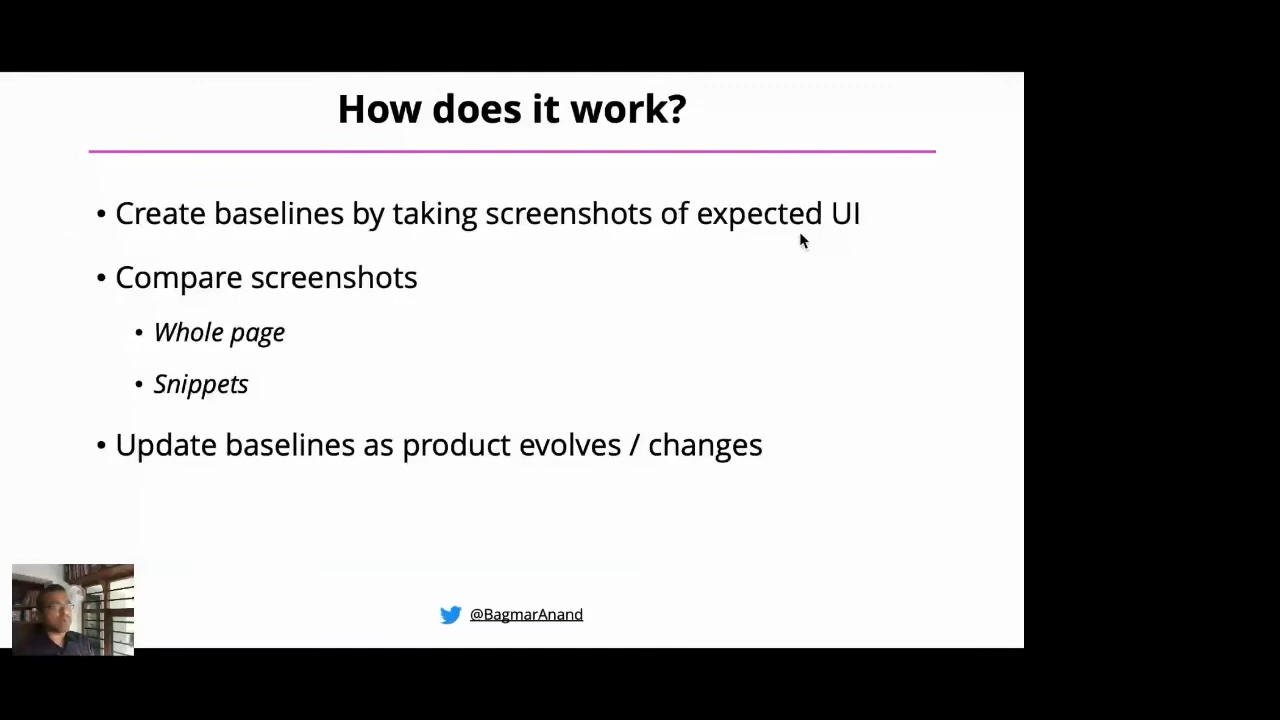 How does it work?
• Create baselines by taking screenshots of expected UI
• Compare screenshots
• Whole page
• Snippets
• Update baselines as product evolves / changes
@BagmarAnand